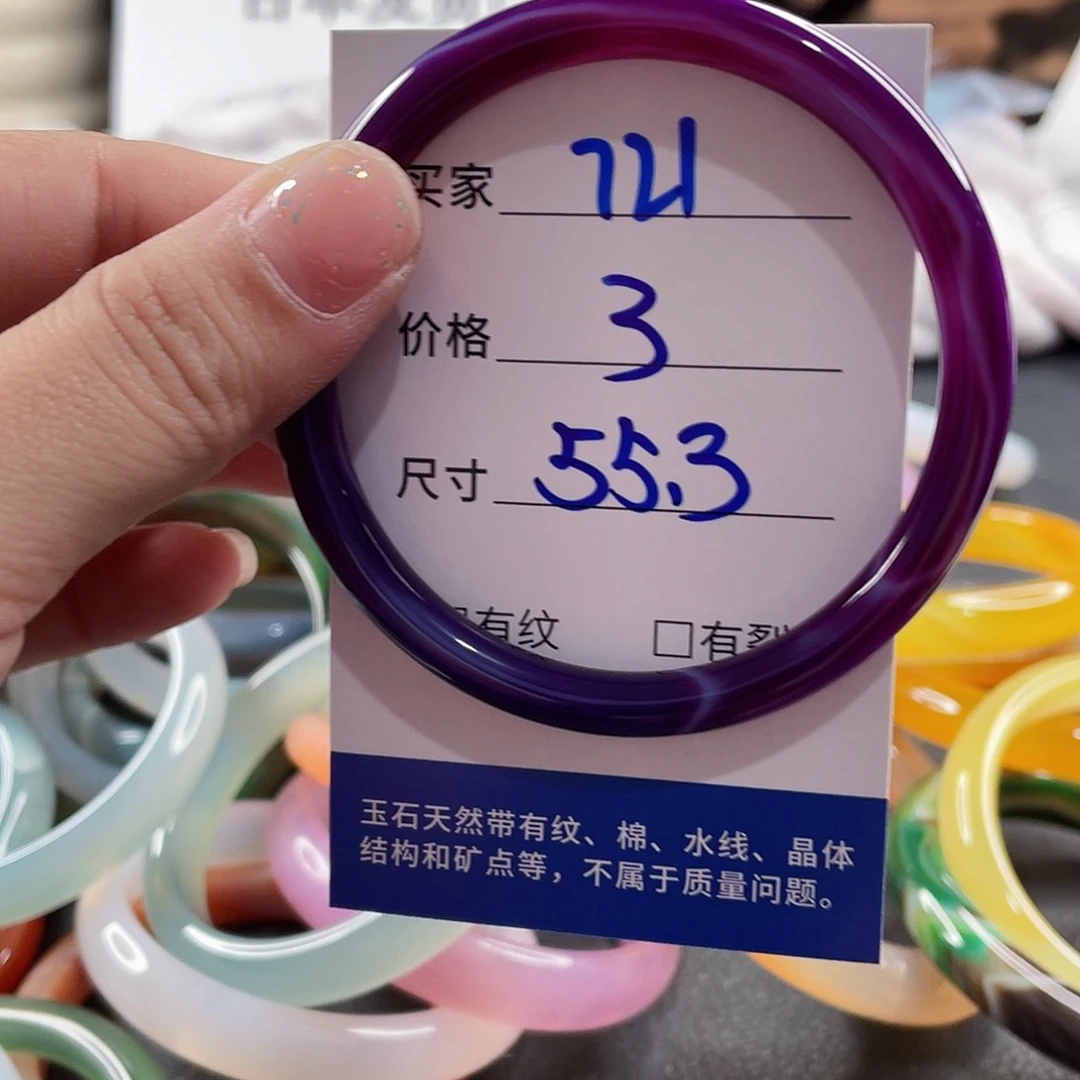 买家
价格 3
尺寸 55.3
有纹 □有裂
玉石天然带有纹、棉、水线、晶体
结构和矿点等，不属于质量问题。